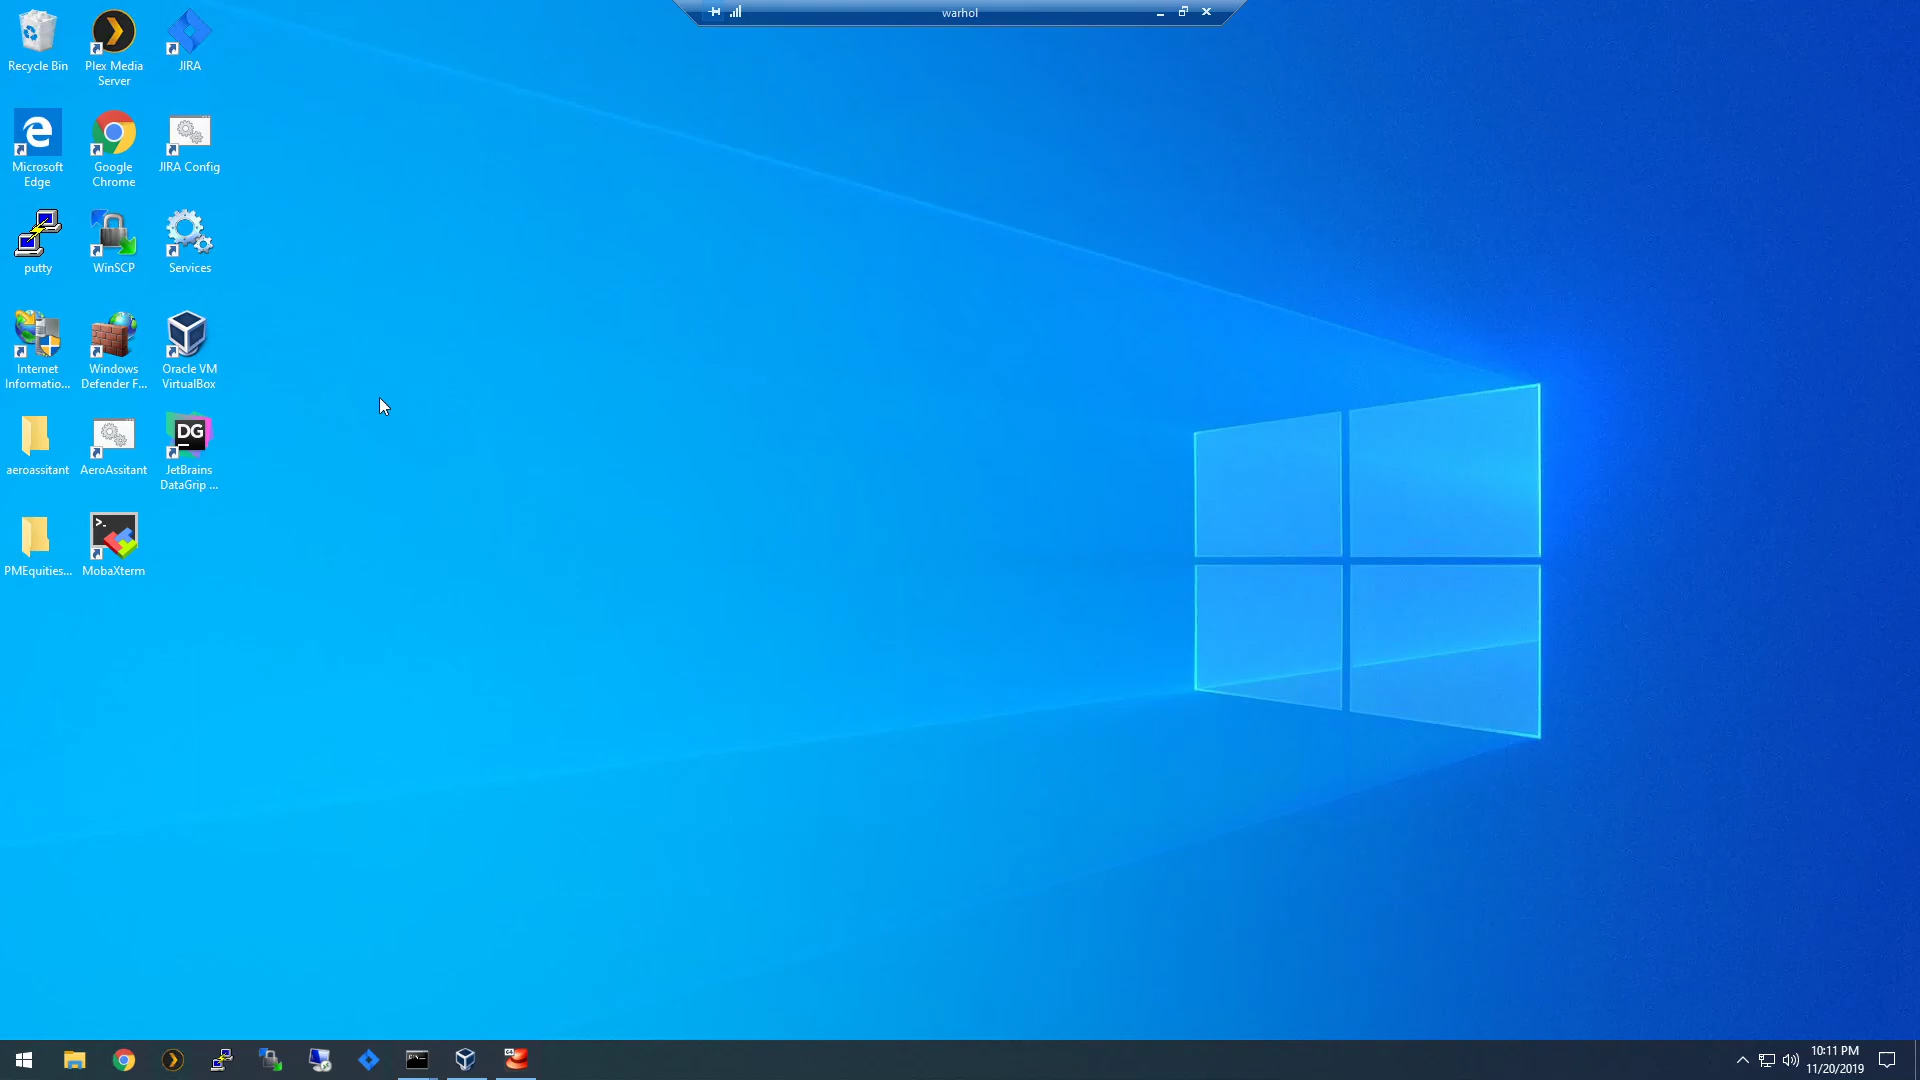 warhol
Recycle Bin
Plex Media
Server
JIRA
Microsoft
Edge
Google
Chrome
JIRA Config
putty
WinSCP
Services
Internet
Informatio...
Windows
Defender F...
Oracle VM
VirtualBox
aeroassitant
AeroAssitant
DG
JetBrains
DataGrip ...
PMEquities...
>.
MobaXterm
C:\.
10:11 PM
11/20/2019